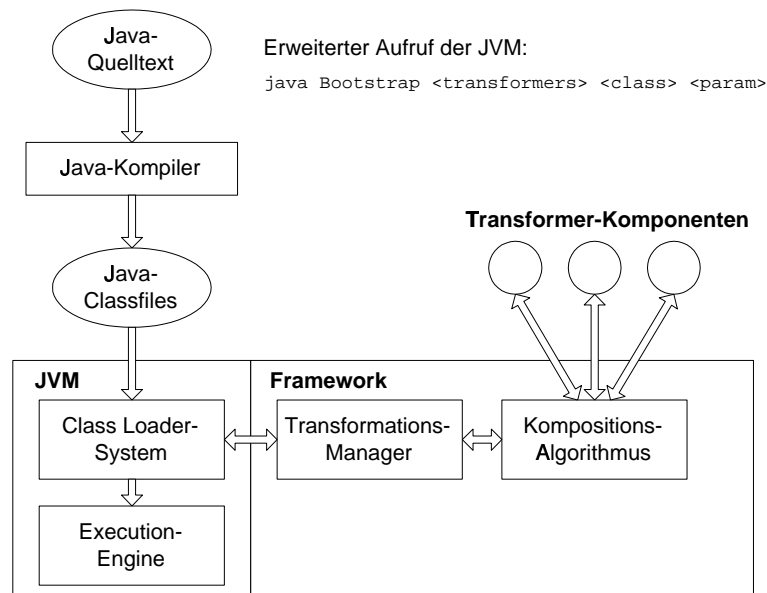 Java-
Quelltext
Erweiterter Aufruf der JVM:
java Bootstrap <transformers> <class> <param>
Java-Kompiler
Transformer-Komponenten
Java-
Classfiles
JVM
Framework
Class Loader-
System
Transformations-
Manager
Kompositions-
Algorithmus
Execution-
Engine